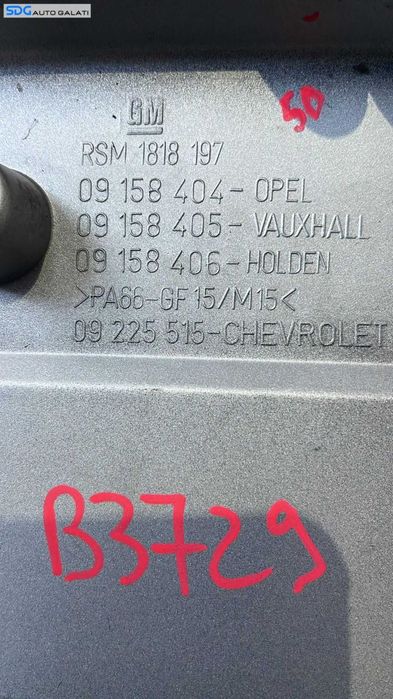 SDG AUTO GALATI
GM
50
RSM 1818 197
09 158 404-OPEL
09 158 405-VAUXHALL
09 158 406-HOLDEN
>PA66-GF15/M15<
09 225 515-CHEVROLET
B3729